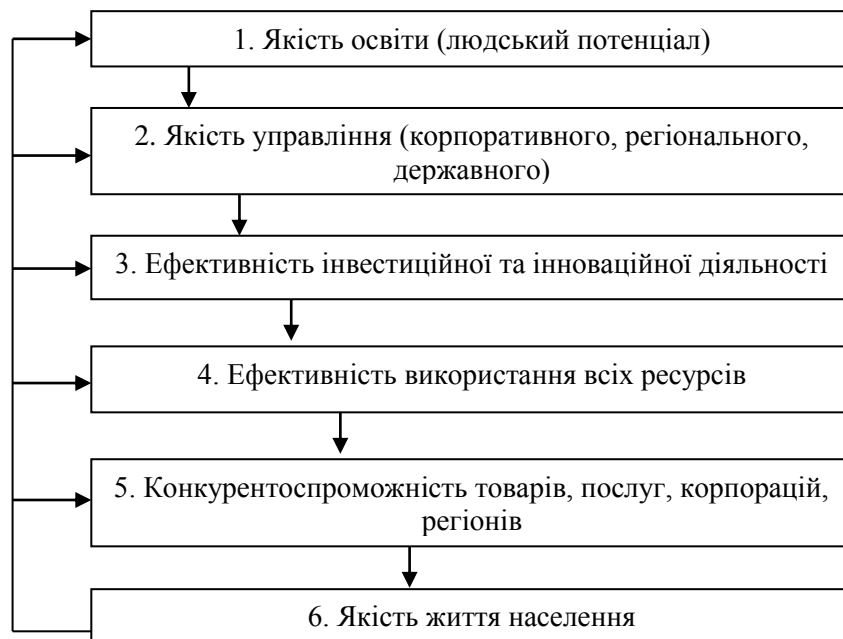 1. Якість освіти (людський потенціал)
2. Якість управління (корпоративного, регіонального,
державного)
3. Ефективність інвестиційної та інноваційної діяльності
4. Ефективність використання всіх ресурсів
5. Конкурентоспроможність товарів, послуг, корпорацій,
регіонів
6. Якість життя населення